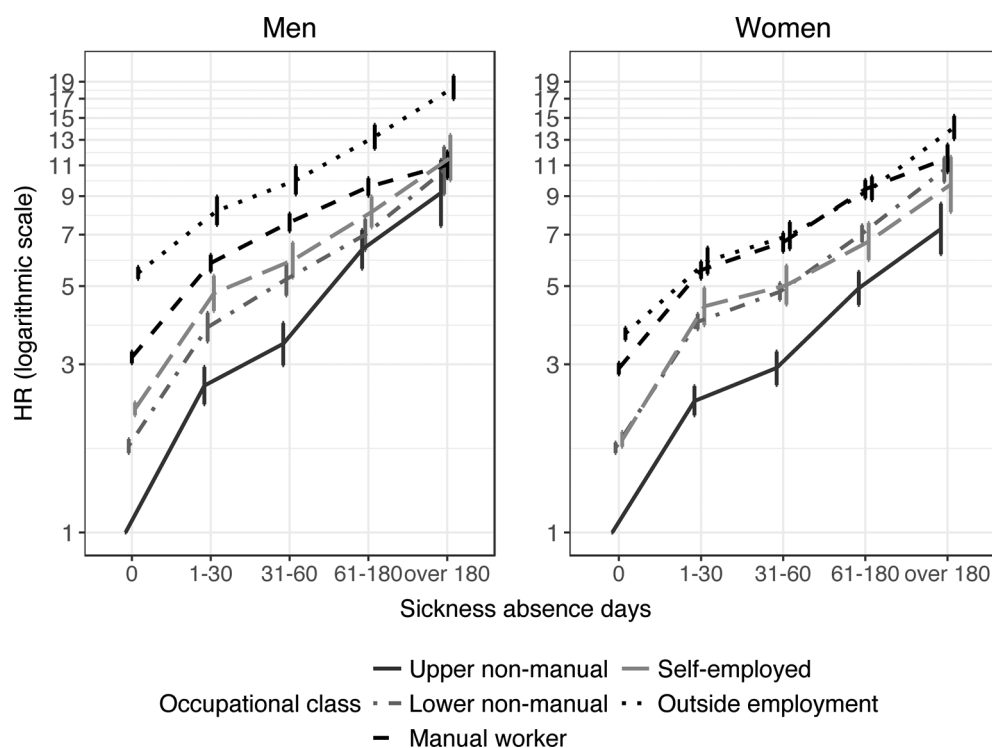 Men Women
HR (logarithmic scale)
19 19
17 17
15 15
13 13
11 11
9 9
7 7
5 5
3 3
1 1
0 1-30 31-60 61-180 over 180 0 1-30 31-60 61-180 over 180
Sickness absence days
Upper non-manual Self-employed
Occupational class Lower non-manual Outside employment
Manual worker